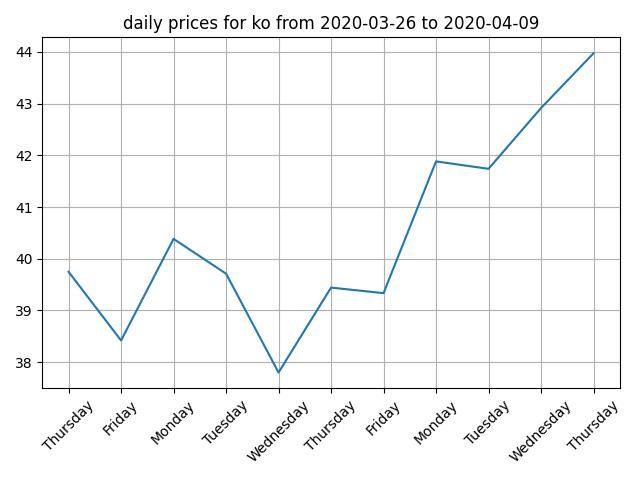 daily prices for ko from 2020-03-26 to 2020-04-09
44
43
42
41
40
39
38
Thursday
Friday
Monday
Tuesday
Wednesday
Thursday
Friday
Monday
Tuesday
Wednesday
Thursday